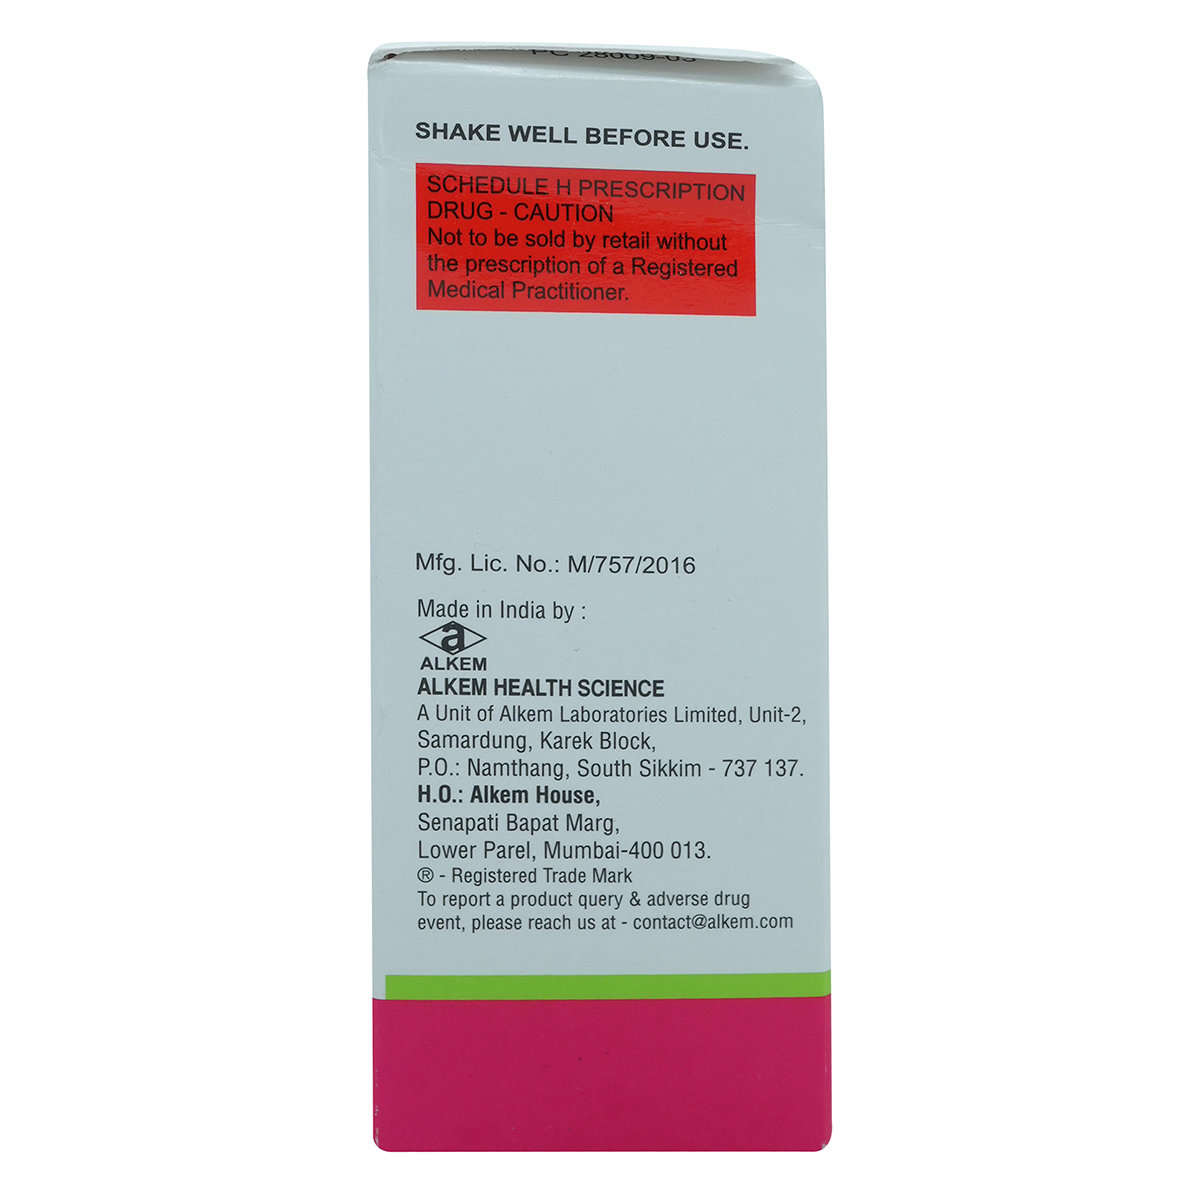 PC-28009-03
SHAKE WELL BEFORE USE.
SCHEDULE H PRESCRIPTION
DRUG - CAUTION
Not to be sold by retail without
the prescription of a Registered
Medical Practitioner.
Mfg. Lic. No.: M/757/2016
Made in India by :
a
ALKEM
ALKEM HEALTH SCIENCE
A Unit of Alkem Laboratories Limited, Unit-2,
Samardung, Karek Block,
P.O.: Namthang, South Sikkim - 737 137.
H.O.: Alkem House,
Senapati Bapat Marg,
Lower Parel, Mumbai-400 013.
® - Registered Trade Mark
To report a product query & adverse drug
event, please reach us at - contact@alkem.com